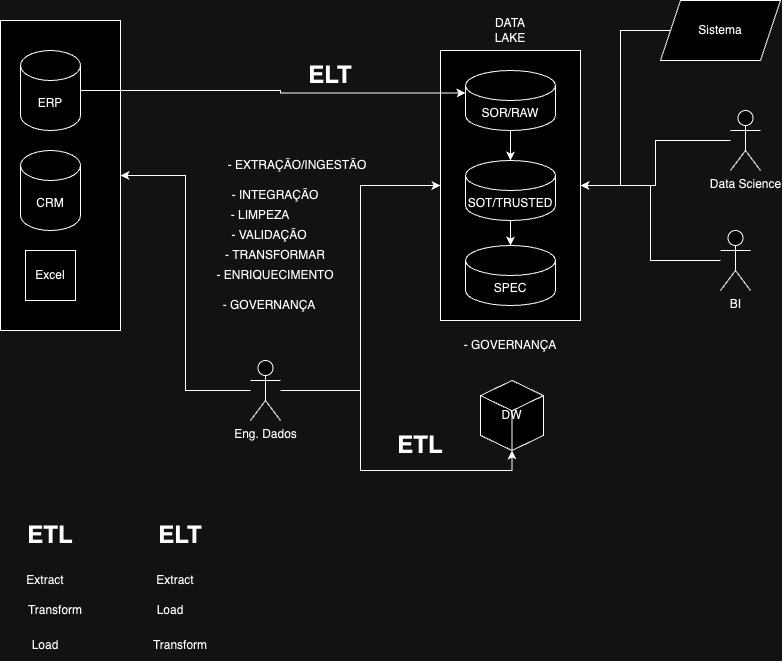 DATA
LAKE
Sistema
ELT
ERP
SOR/RAW
- EXTRAÇÃO/INGESTÃO
Data Science
- INTEGRAÇÃO
CRM
SOT/TRUSTED
- LIMPEZA
- VALIDAÇÃO
- TRANSFORMAR
Excel
- ENRIQUECIMENTO
SPEC
- GOVERNANÇA
BI
- GOVERNANÇA
DW
Eng. Dados
ETL
ETL
ELT
Extract
Extract
Transform
Load
Load
Transform